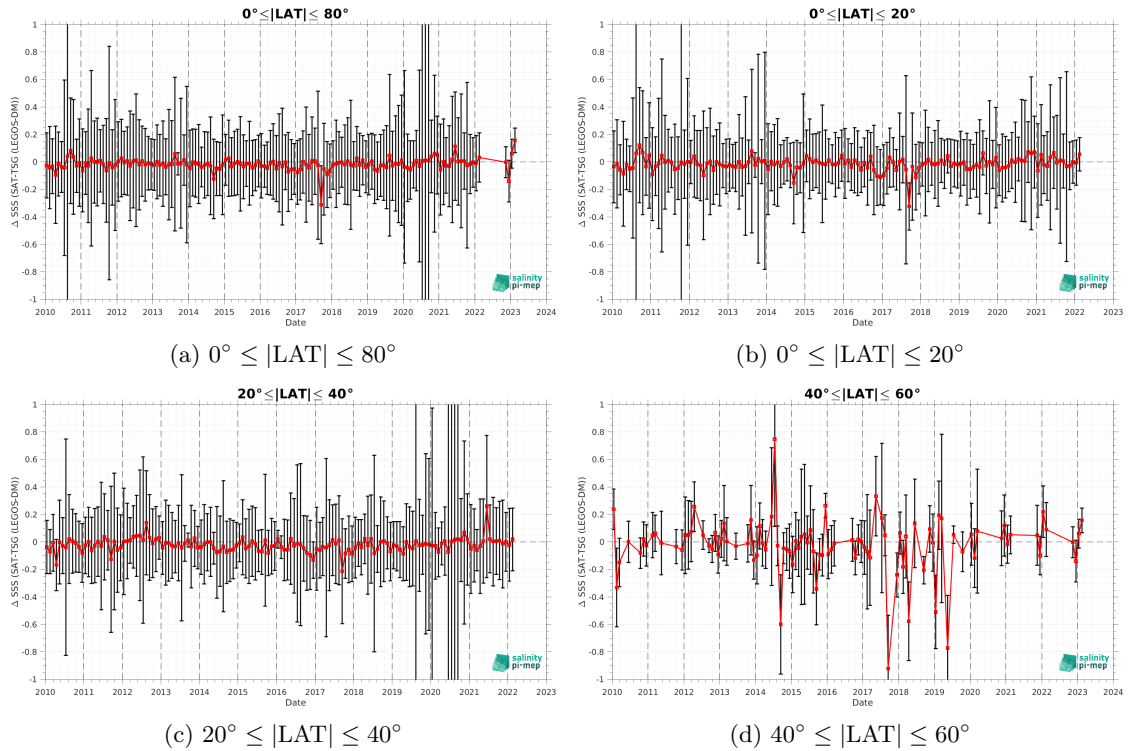 0°≤|LAT|≤ 80°
Δ SSS (SAT-TSG (LEGOS-DM))
1
0.8
0.6
0.4
0.2
0
-0.2
-0.4
-0.6
-0.8
-1
2010 2011 2012 2013 2014 2015 2016 2017 2018 2019 2020 2021 2022 2023 2024
Date
salinity
pi-mep
(a) 0° ≤ |LAT| ≤ 80°
0°≤|LAT|≤ 20°
Δ SSS (SAT-TSG (LEGOS-DM))
1
0.8
0.6
0.4
0.2
0
-0.2
-0.4
-0.6
-0.8
-1
2010 2011 2012 2013 2014 2015 2016 2017 2018 2019 2020 2021 2022 2023
Date
salinity
pi-mep
(b) 0° ≤ |LAT| ≤ 20°
20°≤|LAT|≤ 40°
Δ SSS (SAT-TSG (LEGOS-DM))
1
0.8
0.6
0.4
0.2
0
-0.2
-0.4
-0.6
-0.8
-1
2010 2011 2012 2013 2014 2015 2016 2017 2018 2019 2020 2021 2022 2023
Date
salinity
pi-mep
(c) 20° ≤ |LAT| ≤ 40°
40°≤|LAT|≤ 60°
Δ SSS (SAT-TSG (LEGOS-DM))
1
0.8
0.6
0.4
0.2
0
-0.2
-0.4
-0.6
-0.8
-1
2010 2011 2012 2013 2014 2015 2016 2017 2018 2019 2020 2021 2022 2023 2024
Date
salinity
pi-mep
(d) 40° ≤ |LAT| ≤ 60°